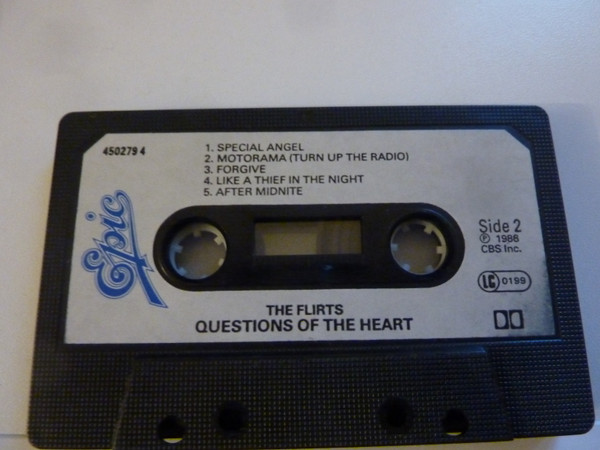 450279 4
1. SPECIAL ANGEL
2. MOTORAMA (TURN UP THE RADIO)
3. FORGIVE
4. LIKE A THIEF IN THE NIGHT
5. AFTER MIDNITE
Epic
Side 2
℗ 1986
CBS Inc.
LC 0199
THE FLIRTS
QUESTIONS OF THE HEART